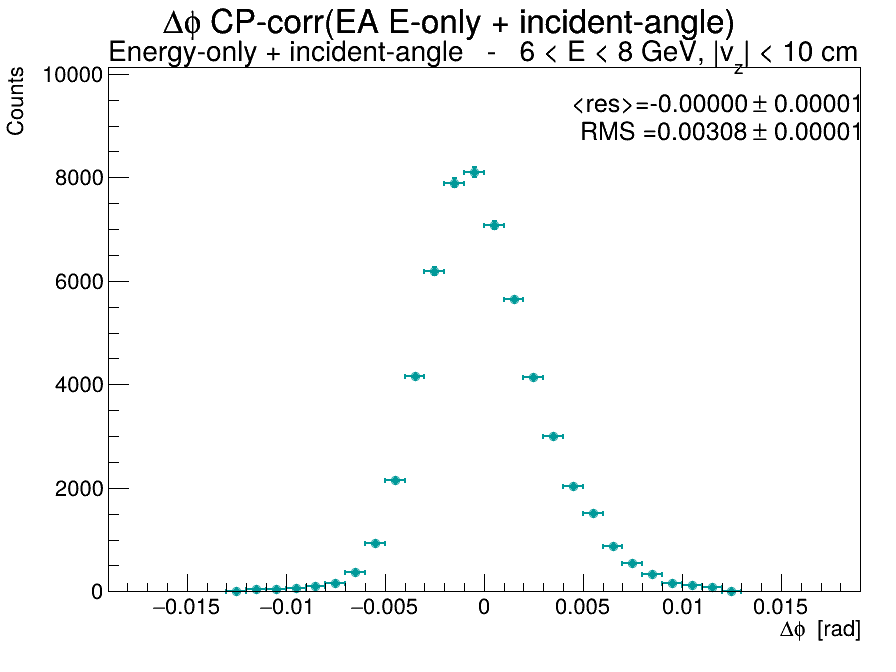 Δϕ CP-corr(EA E-only + incident-angle)
Energy-only + incident-angle - 6 < E < 8 GeV, |v_z| < 10 cm
<res>=-0.00000 ± 0.00001
RMS =0.00308 ± 0.00001
Counts
10000
8000
6000
4000
2000
0
−0.015 −0.01 −0.005 0 0.005 0.01 0.015
Δϕ [rad]